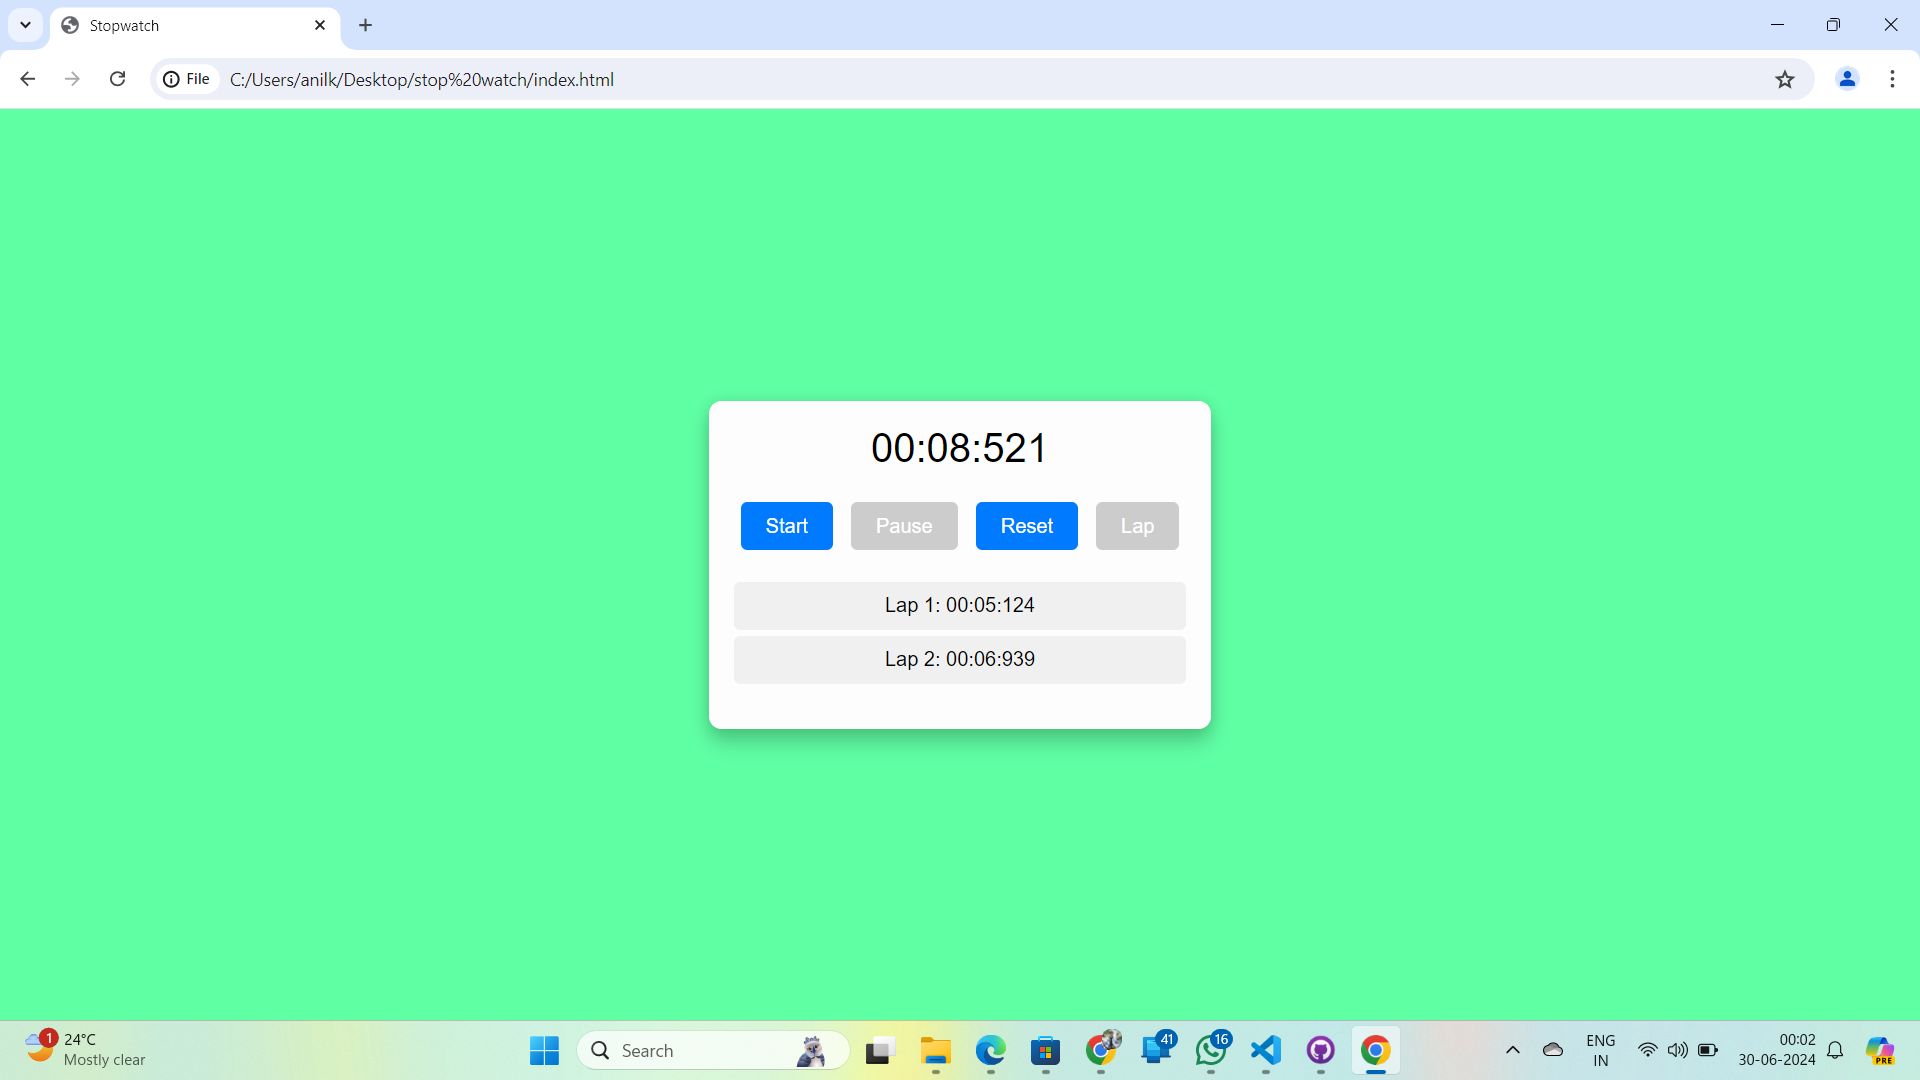 Stopwatch
File C:/Users/anilk/Desktop/stop%20watch/index.html
00:08:521
Start Pause Reset Lap
Lap 1: 00:05:124
Lap 2: 00:06:939
1
24°C
Mostly clear
Search
41
16
ENG
IN
00:02
30-06-2024
PRE